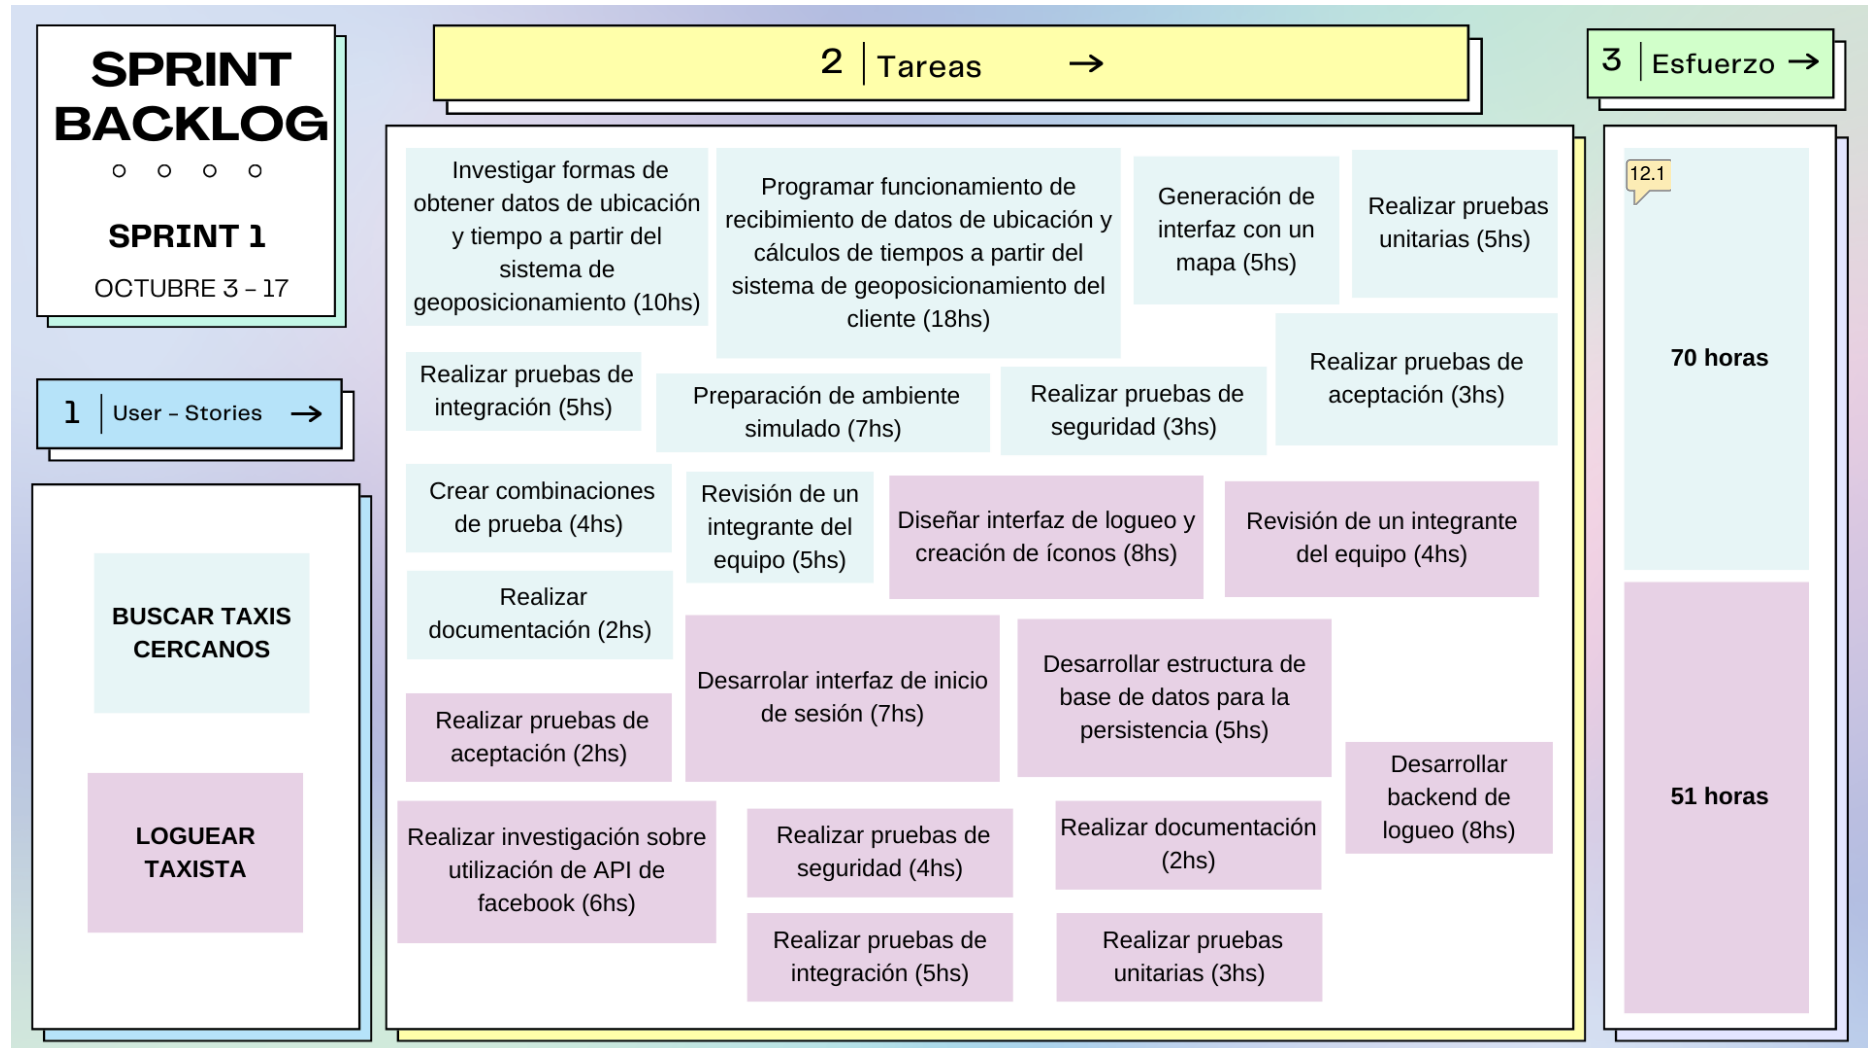 SPRINT
BACKLOG
SPRINT 1
OCTUBRE 3 - 17
1 | User - Stories →
BUSCAR TAXIS
CERCANOS
LOGUEAR
TAXISTA
2 | Tareas →
Investigar formas de
obtener datos de ubicación
y tiempo a partir del
sistema de
geoposicionamiento (10hs)
Programar funcionamiento de
recibimiento de datos de ubicación y
cálculos de tiempos a partir del
sistema de geoposicionamiento del
cliente (18hs)
Generación de
interfaz con un
mapa (5hs)
Realizar pruebas
unitarias (5hs)
Realizar pruebas de
integración (5hs)
Preparación de ambiente
simulado (7hs)
Realizar pruebas de
seguridad (3hs)
Realizar pruebas de
aceptación (3hs)
Crear combinaciones
de prueba (4hs)
Revisión de un
integrante del
equipo (5hs)
Diseñar interfaz de logueo y
creación de íconos (8hs)
Revisión de un integrante
del equipo (4hs)
Realizar
documentación (2hs)
Desarrolar interfaz de inicio
de sesión (7hs)
Desarrollar estructura de
base de datos para la
persistencia (5hs)
Realizar pruebas de
aceptación (2hs)
Desarrollar
backend de
logueo (8hs)
Realizar investigación sobre
utilización de API de
facebook (6hs)
Realizar pruebas de
seguridad (4hs)
Realizar documentación
(2hs)
Realizar pruebas de
integración (5hs)
Realizar pruebas
unitarias (3hs)
3 | Esfuerzo →
12.1
70 horas
51 horas